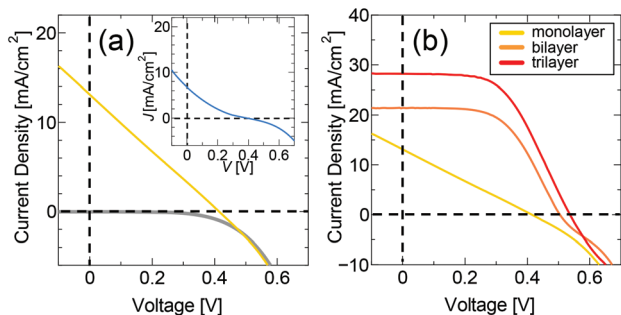 (a)
Current Density [mA/cm²]
20
10
0
0
0.2
0.4
0.6
Voltage [V]
J [mA/cm²]
10
5
0
-5
0
0.2
0.4
0.6
V [V]
(b)
monolayer
bilayer
trilayer
Current Density [mA/cm²]
40
30
20
10
0
−10
0
0.2
0.4
0.6
Voltage [V]